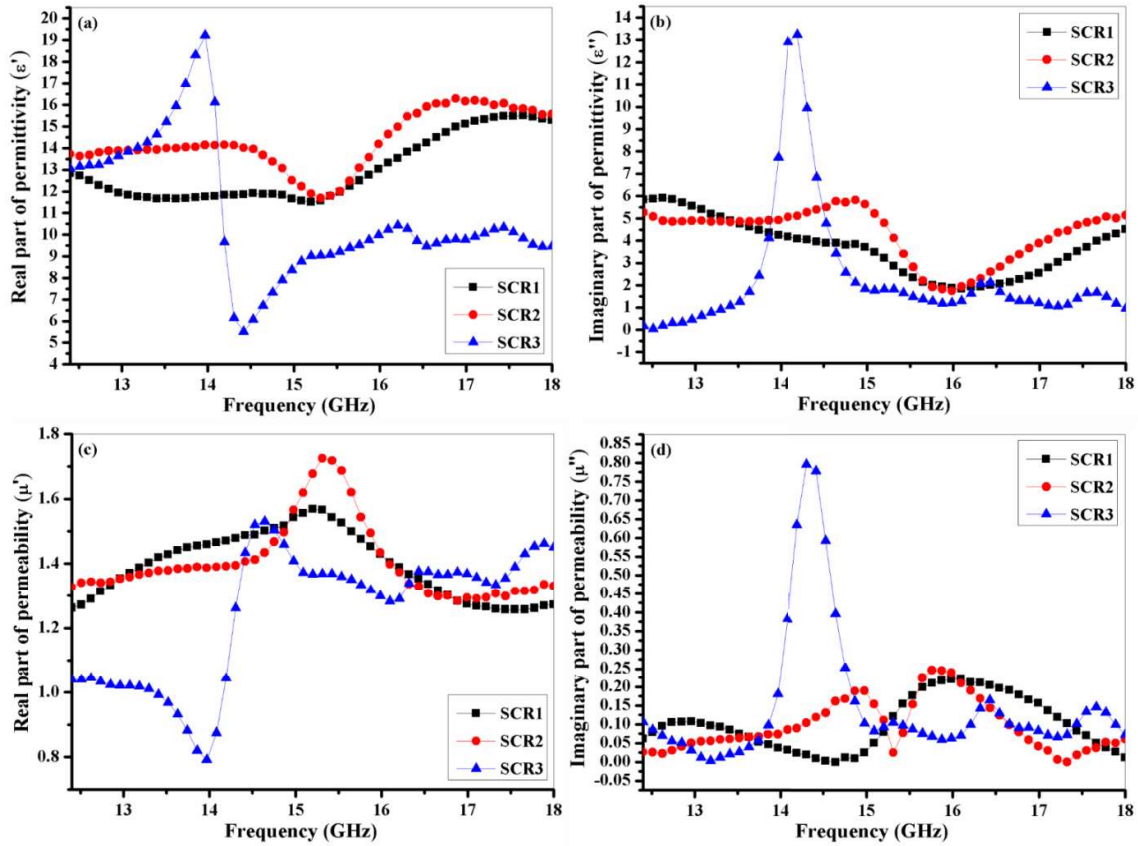 (a)
Real part of permittivity (ε')
20
19
18
17
16
15
14
13
12
11
10
9
8
7
6
5
4
SCR1
SCR2
SCR3
13 14 15 16 17 18
Frequency (GHz)
(b)
Imaginary part of permittivity (ε'')
14
13
12
11
10
9
8
7
6
5
4
3
2
1
0
-1
SCR1
SCR2
SCR3
13 14 15 16 17 18
Frequency (GHz)
(c)
Real part of permeability (μ')
1.8
1.6
1.4
1.2
1.0
0.8
SCR1
SCR2
SCR3
13 14 15 16 17 18
Frequency (GHz)
(d)
Imaginary part of permeability (μ'')
0.85
0.80
0.75
0.70
0.65
0.60
0.55
0.50
0.45
0.40
0.35
0.30
0.25
0.20
0.15
0.10
0.05
0.00
-0.05
SCR1
SCR2
SCR3
13 14 15 16 17 18
Frequency (GHz)